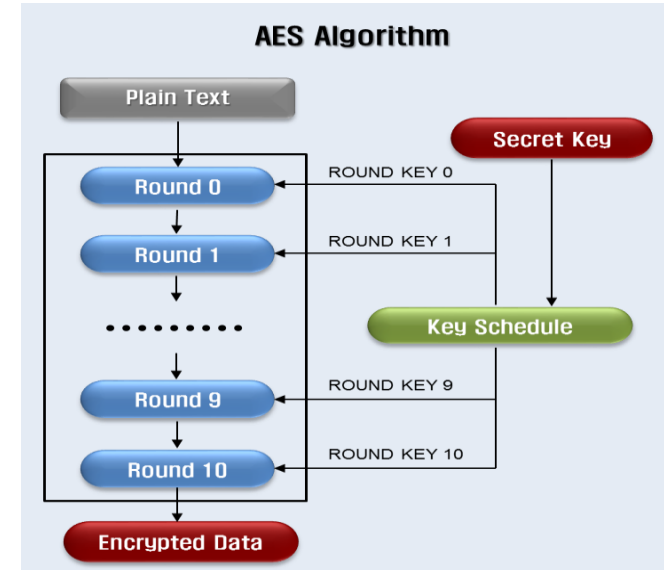 AES Algorithm
Plain Text
Secret Key
ROUND KEY 0
Round 0
ROUND KEY 1
Round 1
Key Schedule
ROUND KEY 9
Round 9
ROUND KEY 10
Round 10
Encrypted Data